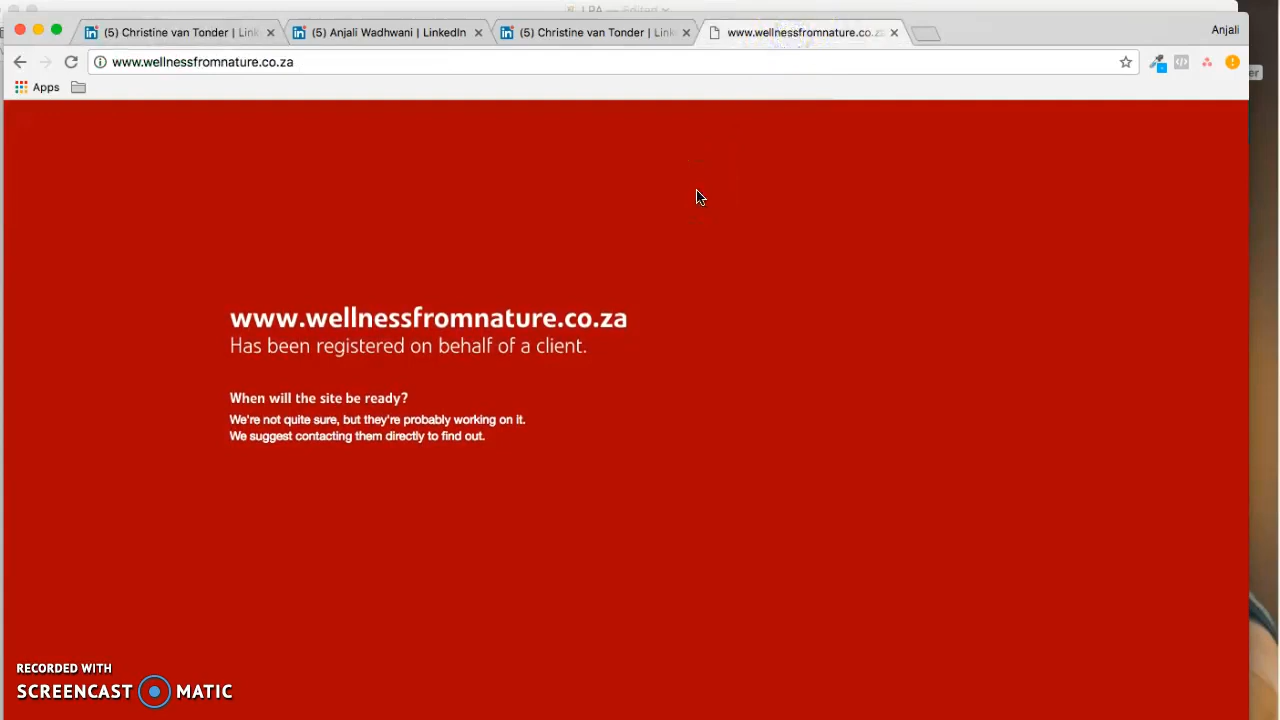 LPA — Edited
(5) Christine van Tonder | Link
(5) Anjali Wadhwani | LinkedIn
(5) Christine van Tonder | Link
www.wellnessfromnature.co.za
Anjali
www.wellnessfromnature.co.za
er
Apps
www.wellnessfromnature.co.za
Has been registered on behalf of a client.
When will the site be ready?
We're not quite sure, but they're probably working on it.
We suggest contacting them directly to find out.
RECORDED WITH
SCREENCAST MATIC